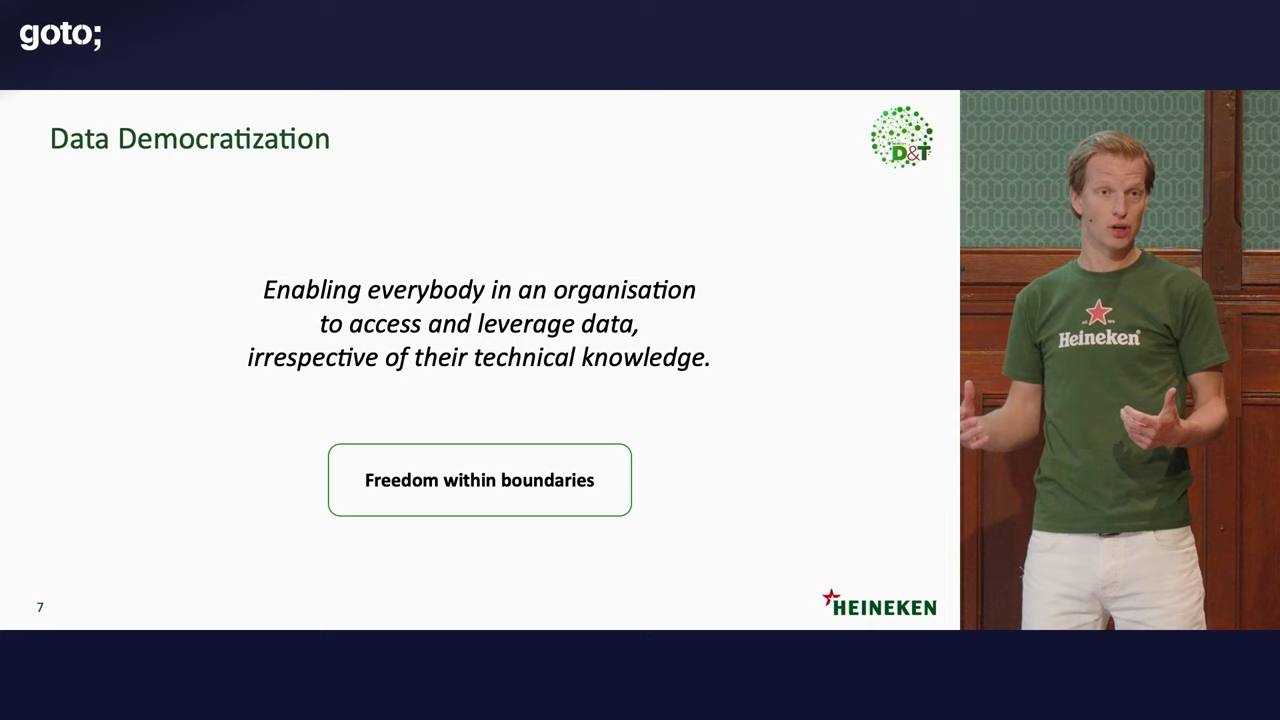 goto;
Data Democratization
D&T
Enabling everybody in an organisation
to access and leverage data,
irrespective of their technical knowledge.
Freedom within boundaries
7
HEINEKEN
Heineken®